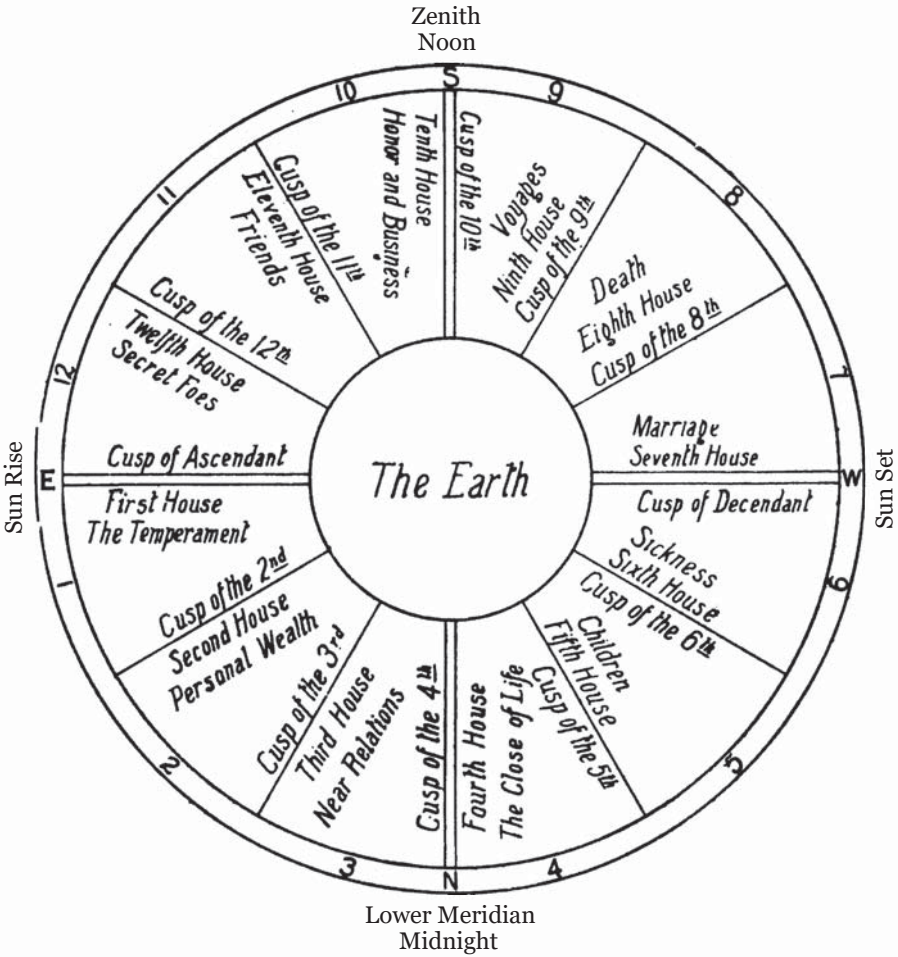 Zenith
Noon
S
9
8
7
W
6
5
4
N
3
2
1
E
12
11
10
Sun Rise
Sun Set
Cusp of the 10th
Tenth House
Honor and Business
Cusp of the 11th
Eleventh House
Friends
Cusp of the 12th
Twelfth House
Secret Foes
Cusp of Ascendant
First House
The Temperament
Cusp of the 2nd
Second House
Personal Wealth
Cusp of the 3rd
Third House
Near Relations
Cusp of the 4th
Fourth House
The Close of Life
Children
Fifth House
Cusp of the 5th
Sickness
Sixth House
Cusp of the 6th
Marriage
Seventh House
Cusp of Decendant
Death
Eighth House
Cusp of the 8th
Voyages
Ninth House
Cusp of the 9th
The Earth
Lower Meridian
Midnight